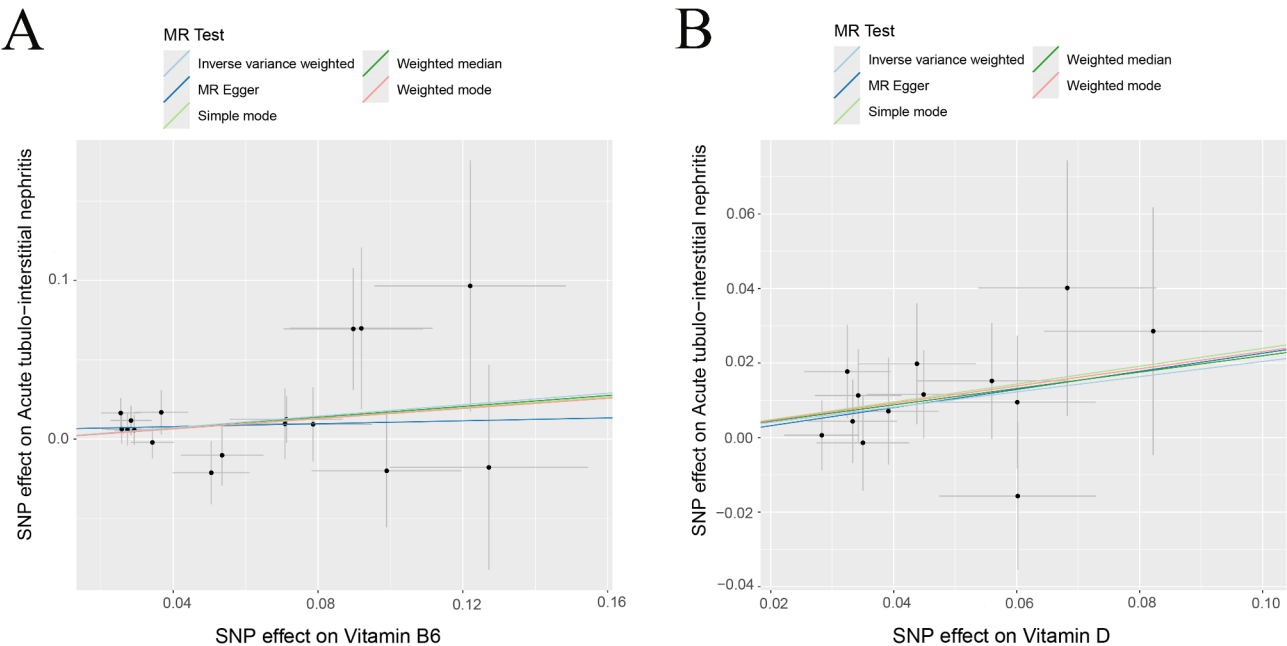 A
MR Test
Inverse variance weighted
Weighted median
MR Egger
Weighted mode
Simple mode
SNP effect on Acute tubulo−interstitial nephritis
0.1
0.0
0.04
0.08
0.12
0.16
SNP effect on Vitamin B6
B
MR Test
Inverse variance weighted
Weighted median
MR Egger
Weighted mode
Simple mode
SNP effect on Acute tubulo−interstitial nephritis
0.06
0.04
0.02
0.00
−0.02
−0.04
0.02
0.04
0.06
0.08
0.10
SNP effect on Vitamin D